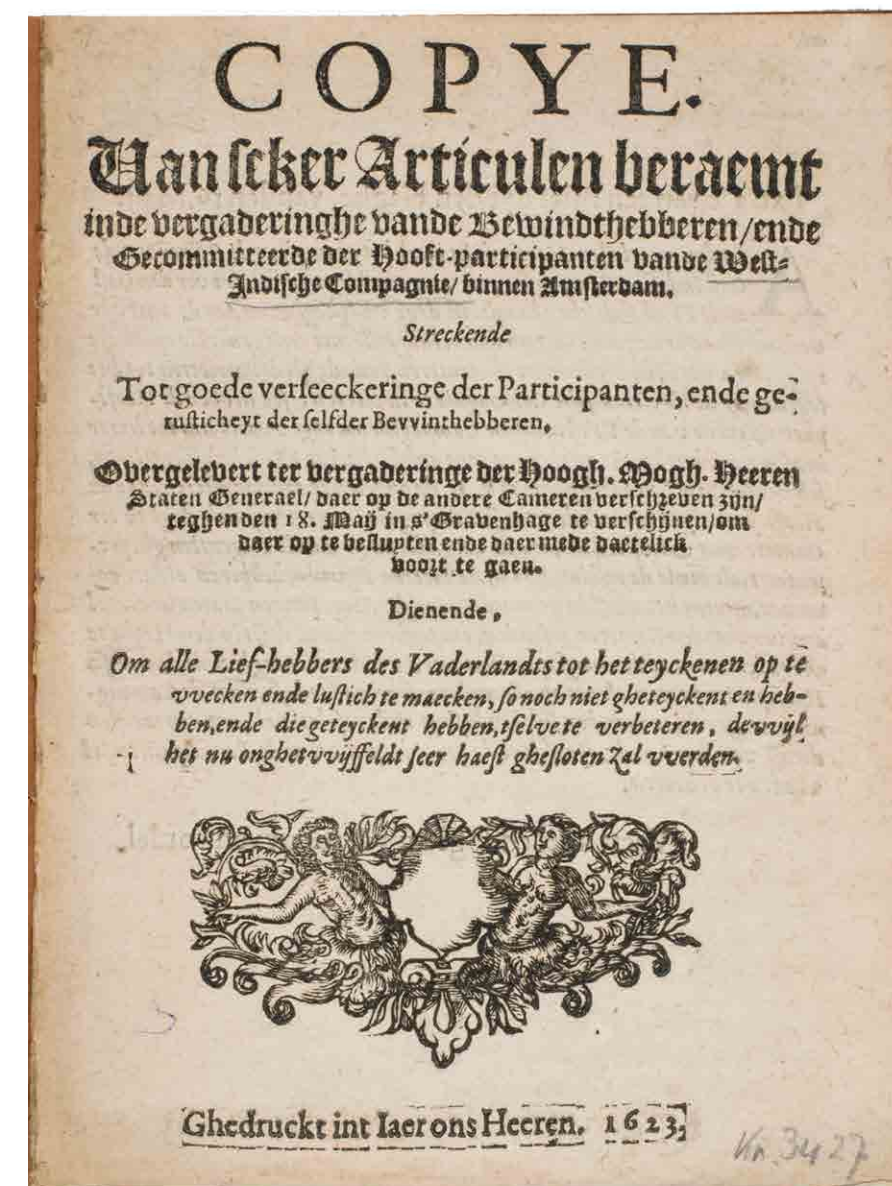 COPYE.
Van seker Articulen beraemt
inde vergaderinghe vande Bewindthebberen/ende
Gecommitteerde der Hooft-participanten vande West-
Indische Compagnie/ binnen Amsterdam.
Streckende
Tot goede verseeckeringe der Participanten, ende ge-
rusticheyt der selfder Bevvinthebberen.
Overgelevert ter vergaderinge der Hoogh. Mogh. Heeren
Staten Generael/ daer op de andere Cameren verschreven zijn/
teghen den 18. Maij in s'Gravenhage te verschijnen/om
daer op te besluyten ende daer mede daetelick
voort te gaen.
Dienende,
Om alle Lief-hebbers des Vaderlandts tot het teyckenen op te
vvecken ende lustich te maecken, so noch niet gheteyckent en heb-
ben, ende die geteyckent hebben, tselve te verbeteren, devvijl
het nu onghetvvijffeldt seer haest ghesloten zal vverden.
Ghedruckt int Iaer ons Heeren. 1623.
Kn. 3427